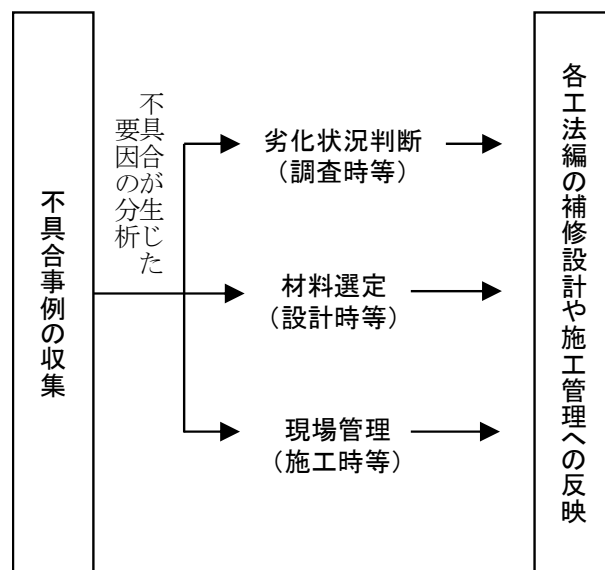 不具合事例の収集
不具合が生じた
要因の分析
劣化状況判断
（調査時等）
材料選定
（設計時等）
現場管理
（施工時等）
各工法編の補修設計や施工管理への反映